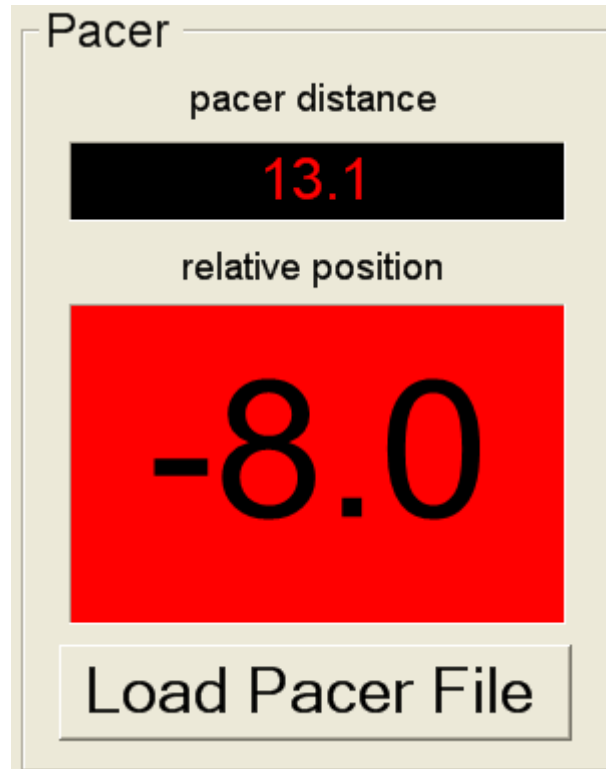 Pacer
pacer distance
13.1
relative position
-8.0
Load Pacer File